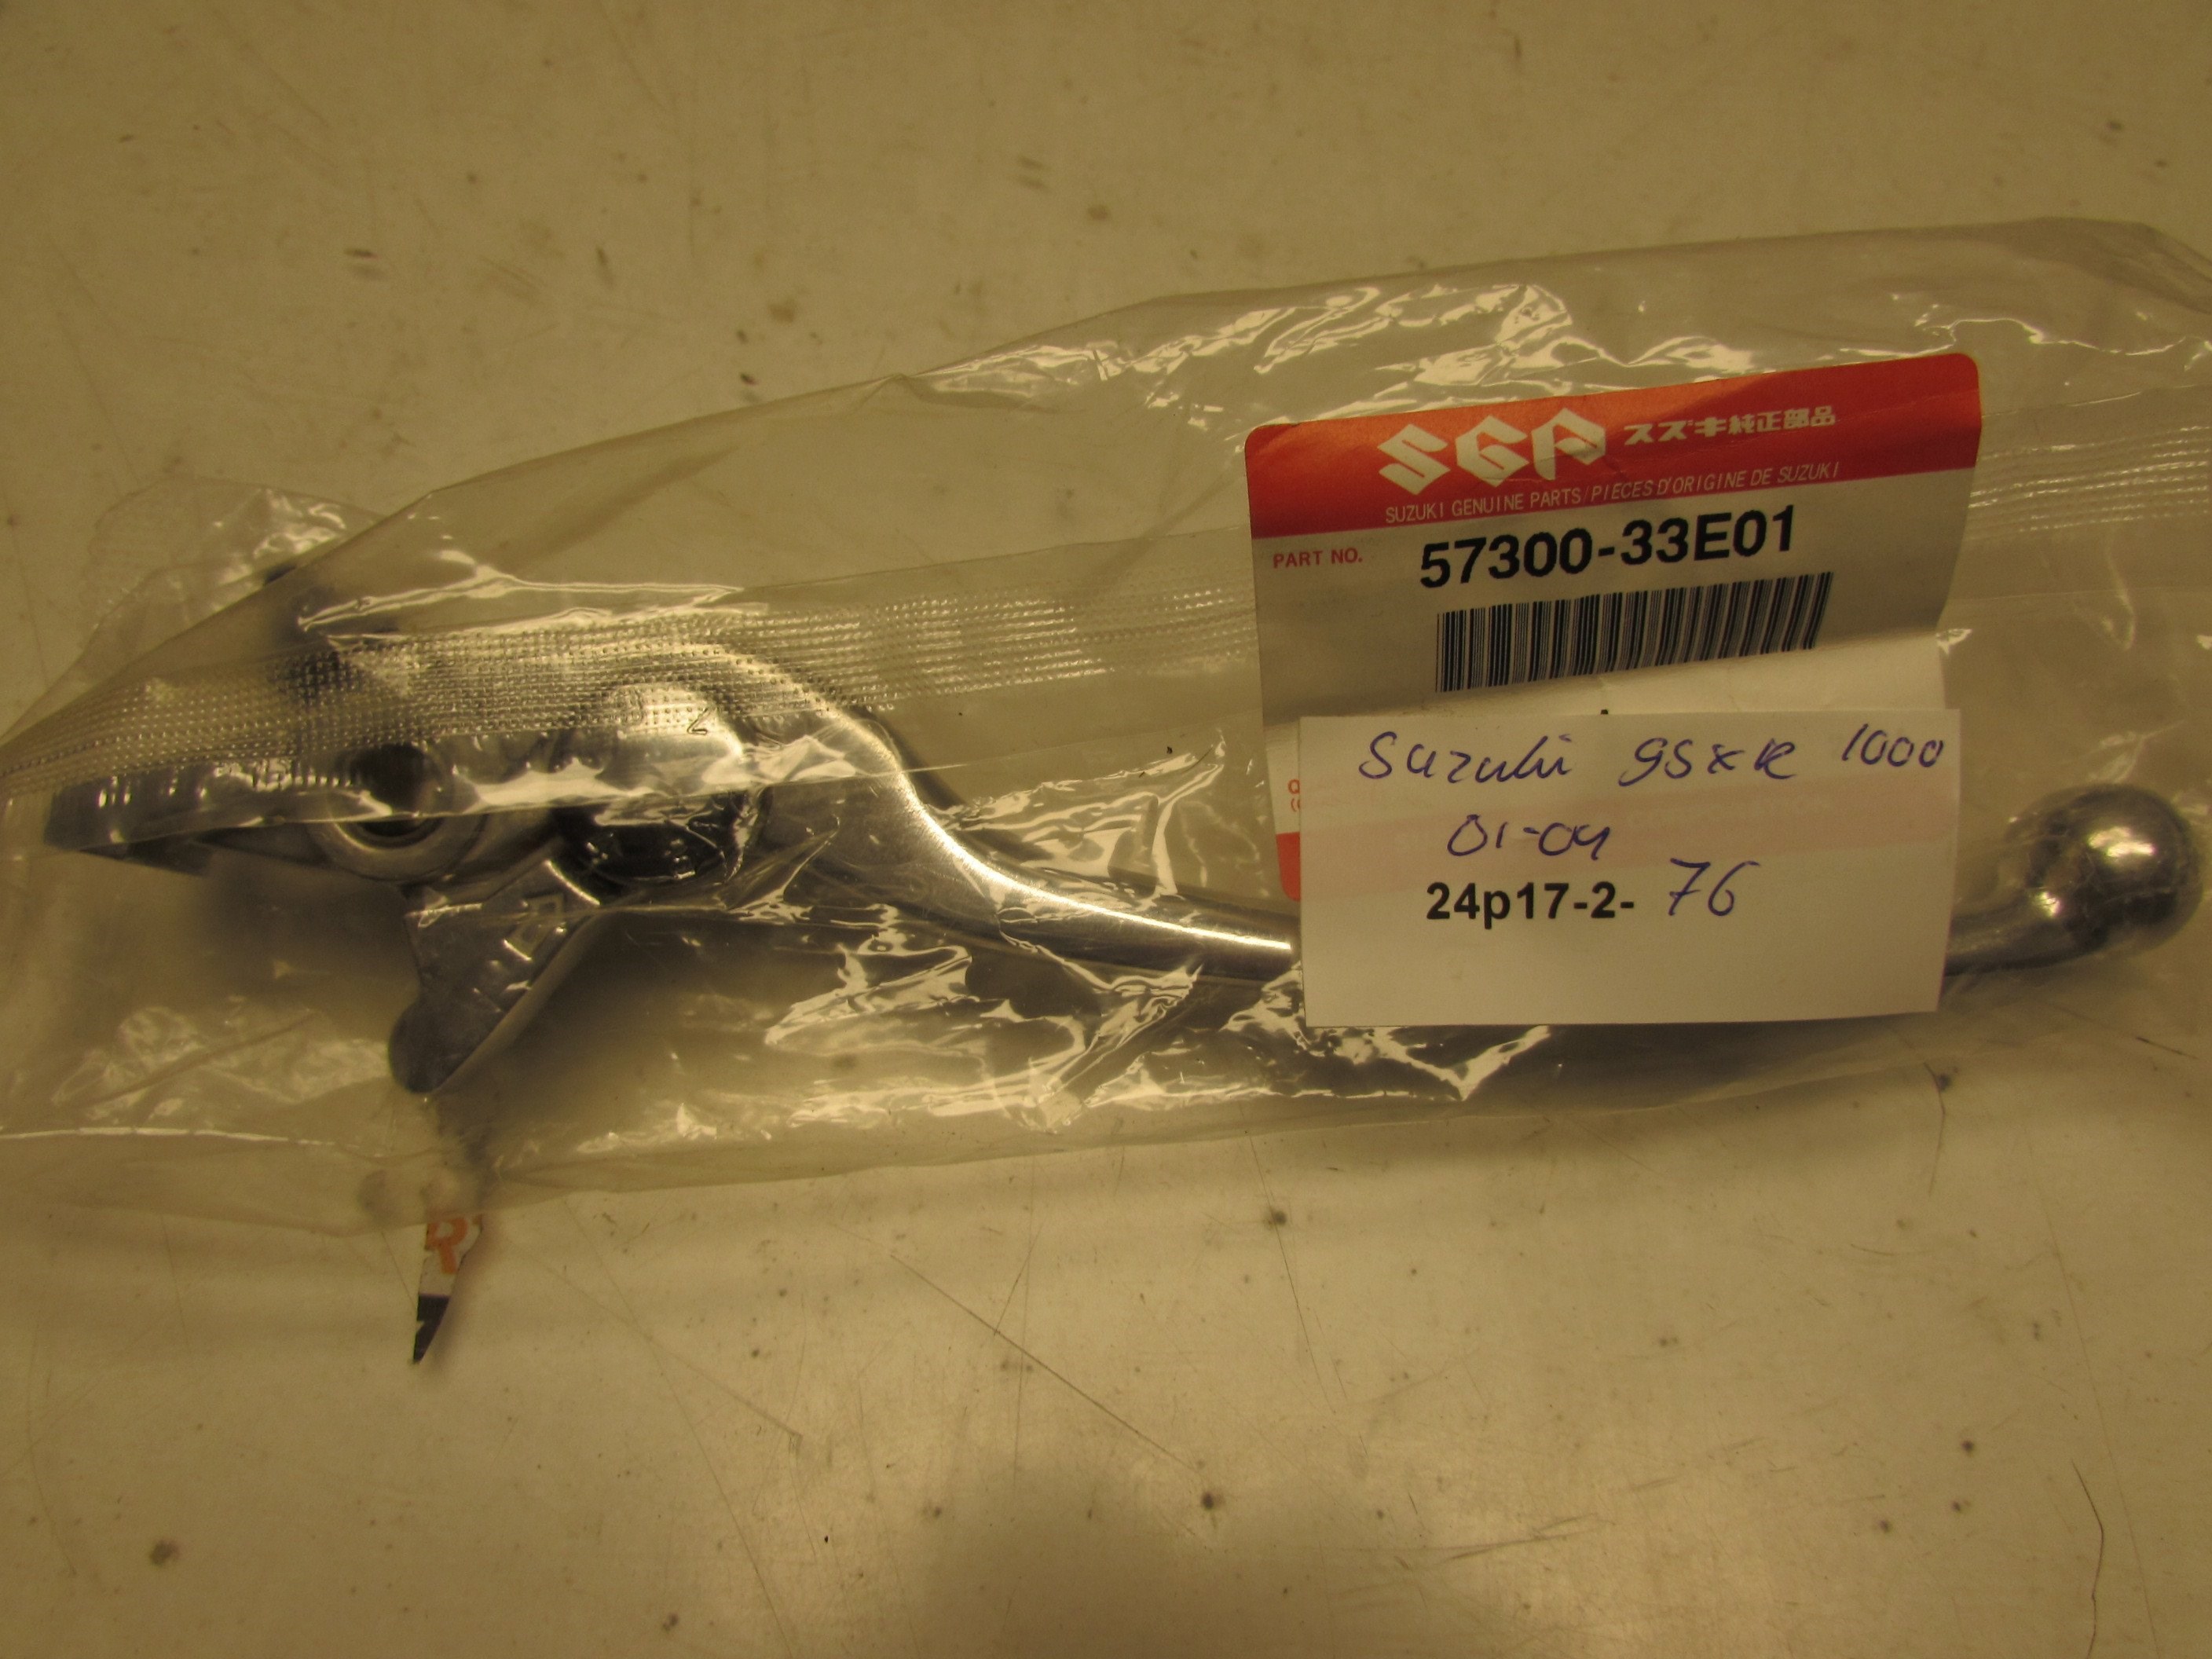 SGP スズキ純正部品
SUZUKI GENUINE PARTS/PIECES D'ORIGINE DE SUZUKI
PART NO. 57300-33E01
Suzuki gsxR 1000
01-04
24p17-2- 76